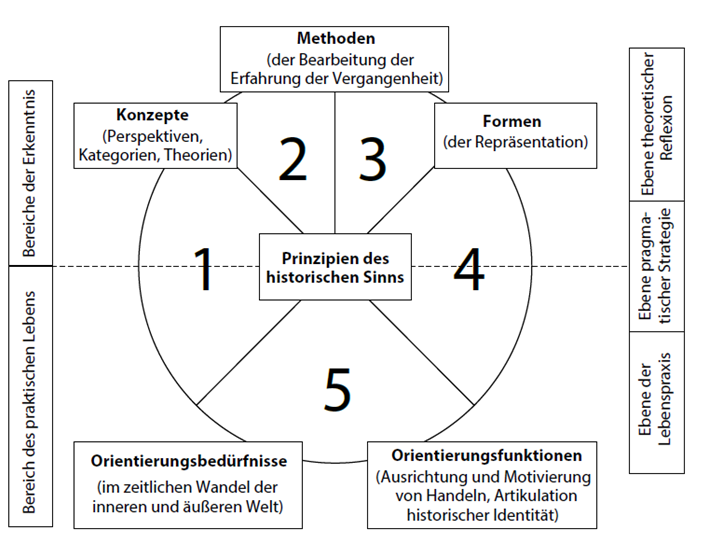 Methoden
(der Bearbeitung der
Erfahrung der Vergangenheit)
Konzepte
(Perspektiven,
Kategorien, Theorien)
Formen
(der Repräsentation)
2
3
Prinzipien des
historischen Sinns
1
4
5
Orientierungsbedürfnisse
(im zeitlichen Wandel der
inneren und äußeren Welt)
Orientierungsfunktionen
(Ausrichtung und Motivierung
von Handeln, Artikulation
historischer Identität)
Bereiche der Erkenntnis
Bereich des praktischen Lebens
Ebene theoretischer
Reflexion
Ebene pragma-
tischer Strategie
Ebene der
Lebenspraxis